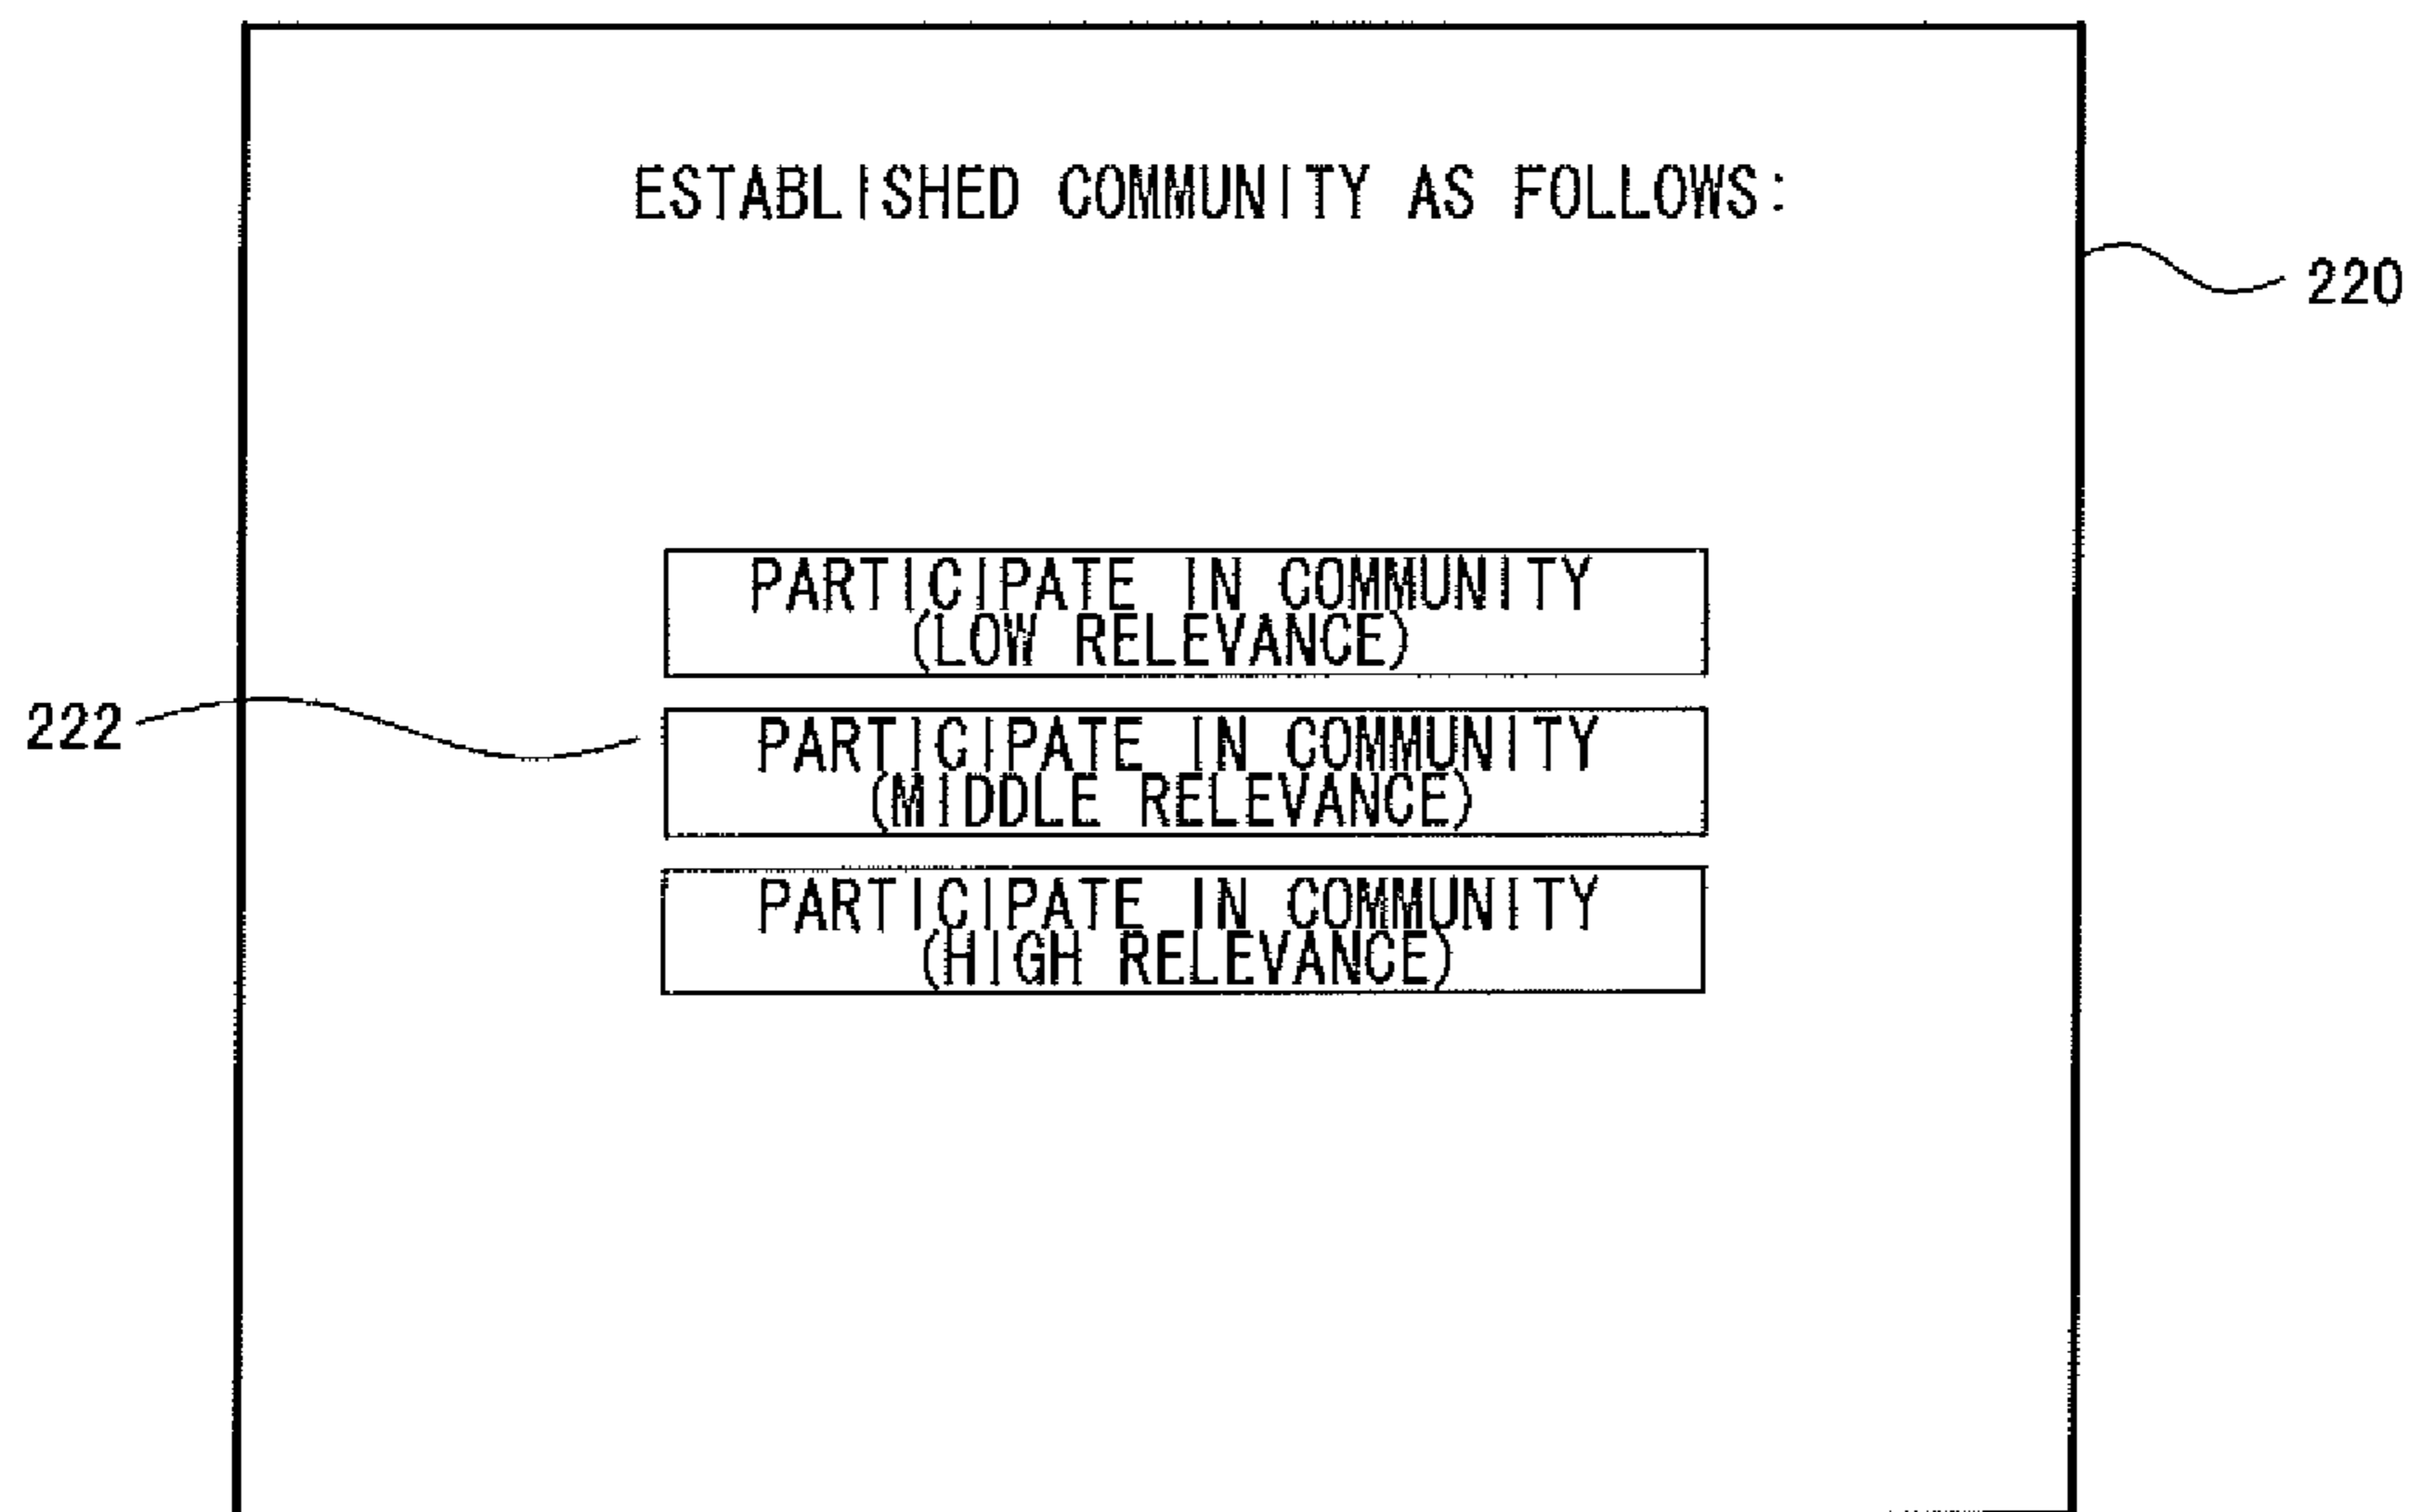 ESTABLISHED COMMUNITY AS FOLLOWS:
220
PARTICIPATE IN COMMUNITY
(LOW RELEVANCE)
222
PARTICIPATE IN COMMUNITY
(MIDDLE RELEVANCE)
PARTICIPATE IN COMMUNITY
(HIGH RELEVANCE)